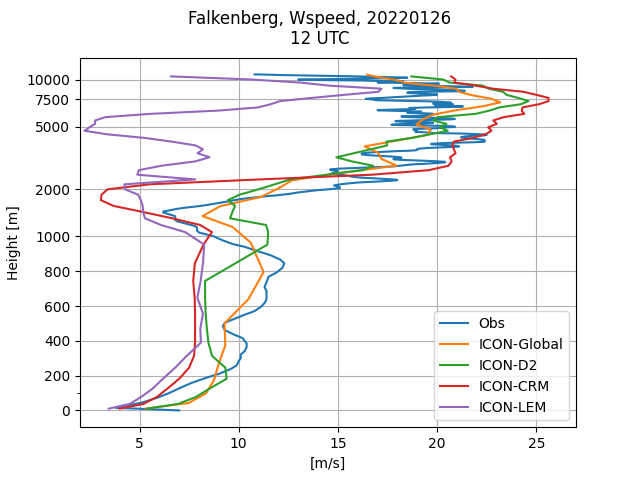 Falkenberg, Wspeed, 20220126
12 UTC
Height [m]
10000
7500
5000
2000
1000
800
600
400
200
0
5
10
15
20
25
[m/s]
Obs
ICON-Global
ICON-D2
ICON-CRM
ICON-LEM